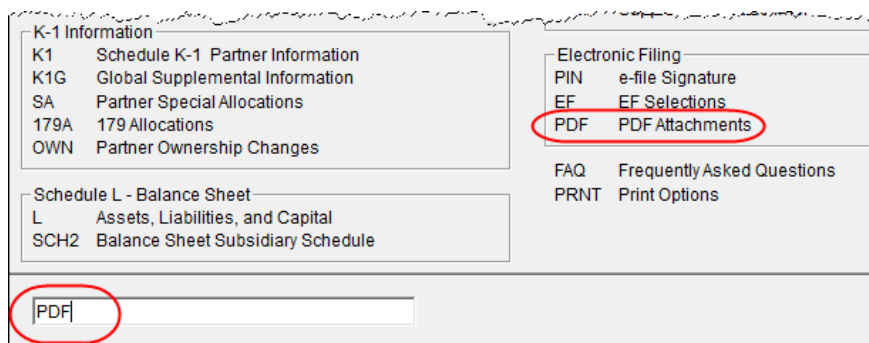 K-1 Information
K1 Schedule K-1 Partner Information
K1G Global Supplemental Information
SA Partner Special Allocations
179A 179 Allocations
OWN Partner Ownership Changes
Schedule L - Balance Sheet
L Assets, Liabilities, and Capital
SCH2 Balance Sheet Subsidiary Schedule
Electronic Filing
PIN e-file Signature
EF EF Selections
PDF PDF Attachments
FAQ Frequently Asked Questions
PRNT Print Options
PDF